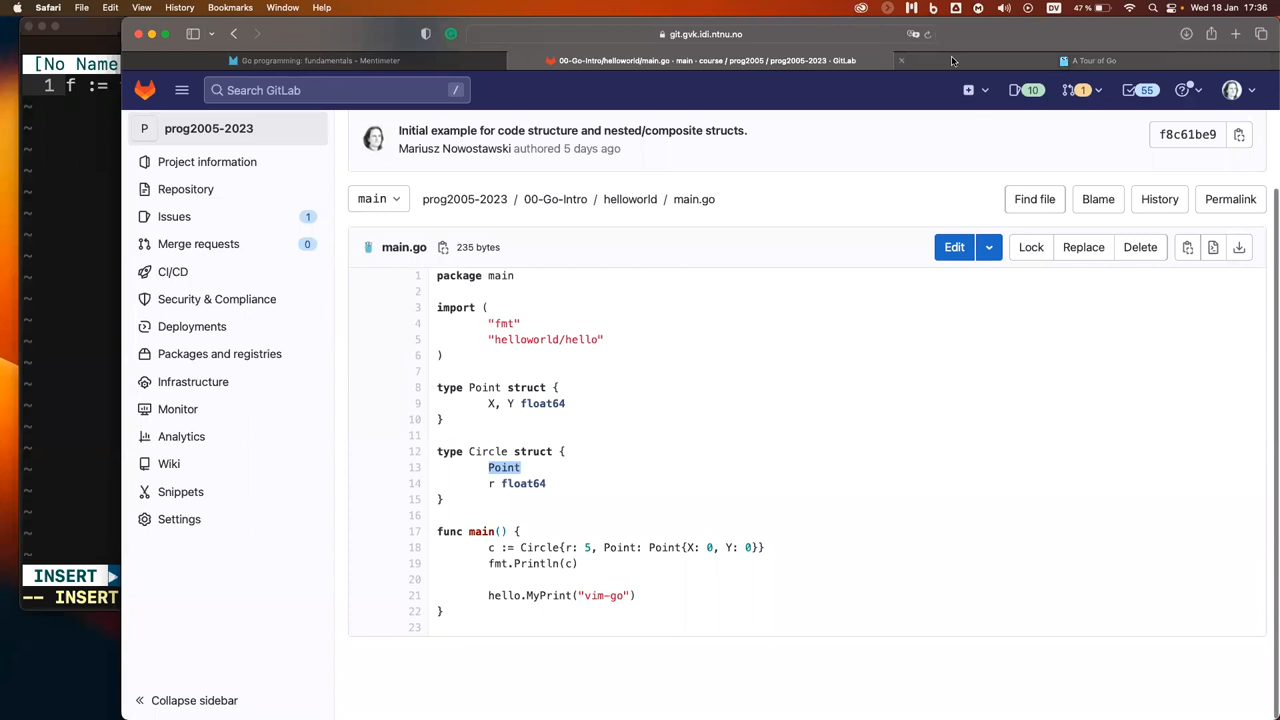 Safari File Edit View History Bookmarks Window Help
47 % Wed 18 Jan 17:36
git.gvk.idi.ntnu.no
Go programming: fundamentals - Mentimeter
00-Go-Intro/helloworld/main.go · main · course / prog2005 / prog2005-2023 · GitLab
A Tour of Go
[No Name
1 f :=
~
INSERT
-- INSERT
Search GitLab /
10 1 55
P prog2005-2023
Project information
Repository
Issues 1
Merge requests 0
CI/CD
Security & Compliance
Deployments
Packages and registries
Infrastructure
Monitor
Analytics
Wiki
Snippets
Settings
« Collapse sidebar
Initial example for code structure and nested/composite structs.
Mariusz Nowostawski authored 5 days ago
f8c61be9
main prog2005-2023 / 00-Go-Intro / helloworld / main.go
Find file Blame History Permalink
main.go 235 bytes
Edit Lock Replace Delete
1 package main
2
3 import (
4 "fmt"
5 "helloworld/hello"
6 )
7
8 type Point struct {
9 X, Y float64
10 }
11
12 type Circle struct {
13 Point
14 r float64
15 }
16
17 func main() {
18 c := Circle{r: 5, Point: Point{X: 0, Y: 0}}
19 fmt.Println(c)
20
21 hello.MyPrint("vim-go")
22 }
23